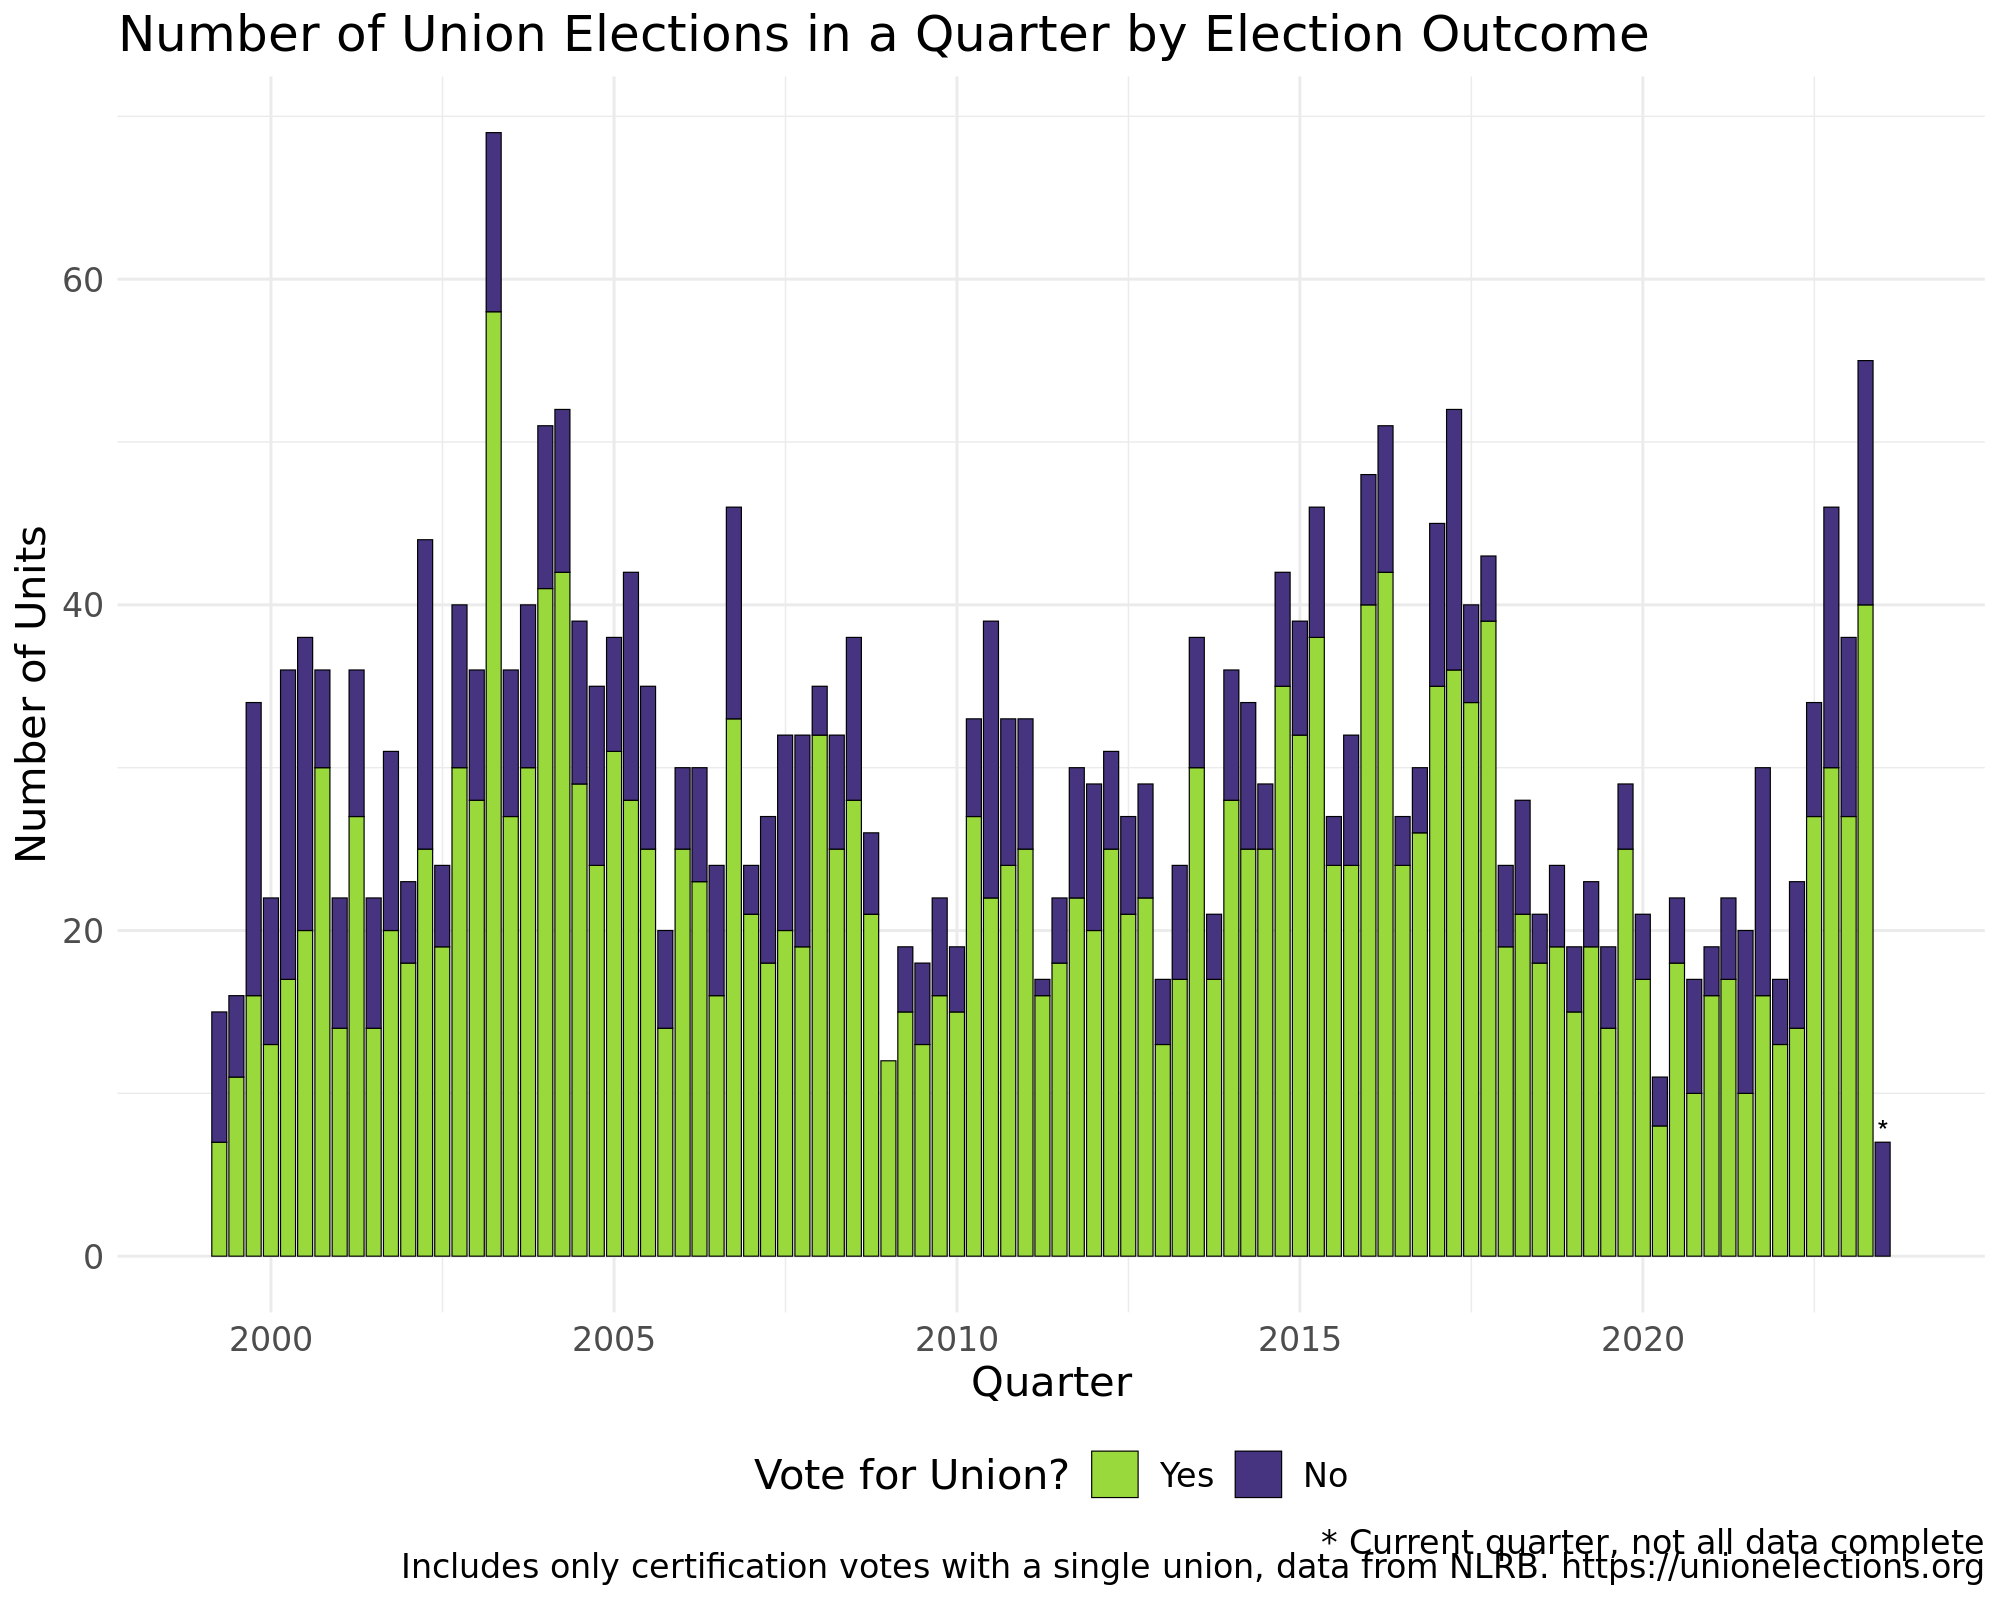 Number of Union Elections in a Quarter by Election Outcome
Number of Units
60
40
20
0
*
2000 2005 2010 2015 2020
Quarter
Vote for Union? Yes No
* Current quarter, not all data complete
Includes only certification votes with a single union, data from NLRB. https://unionelections.org